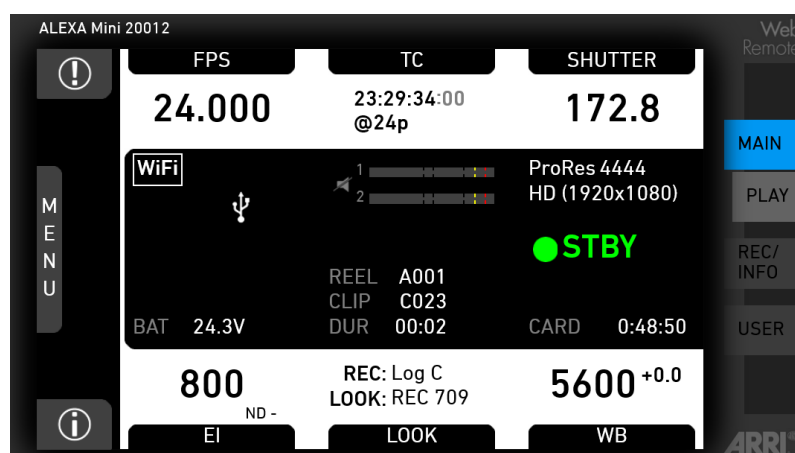 ALEXA Mini 20012
Web
Remote
FPS
TC
SHUTTER
24.000
23:29:34:00
@24p
172.8
MAIN
PLAY
REC/
INFO
USER
MENU
WiFi
1
2
ProRes 4444
HD (1920x1080)
STBY
REEL A001
CLIP C023
DUR 00:02
BAT 24.3V
CARD 0:48:50
800
ND -
REC: Log C
LOOK: REC 709
5600 +0.0
EI
LOOK
WB
ARRI